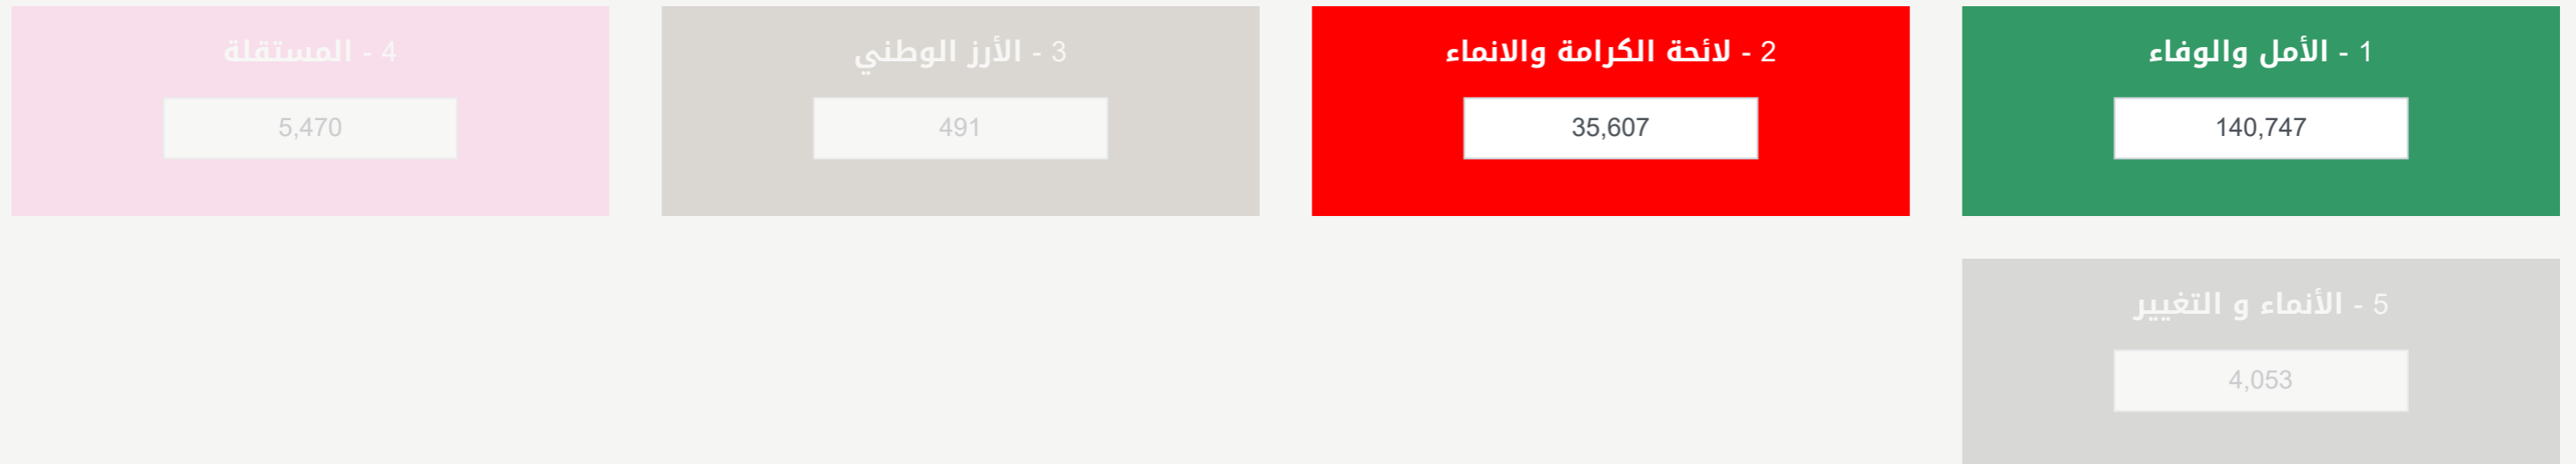 1 - الأمل والوفاء
140,747
2 - لائحة الكرامة والانماء
35,607
3 - الأرز الوطني
491
4 - المستقلة
5,470
5 - الأنماء و التغيير
4,053